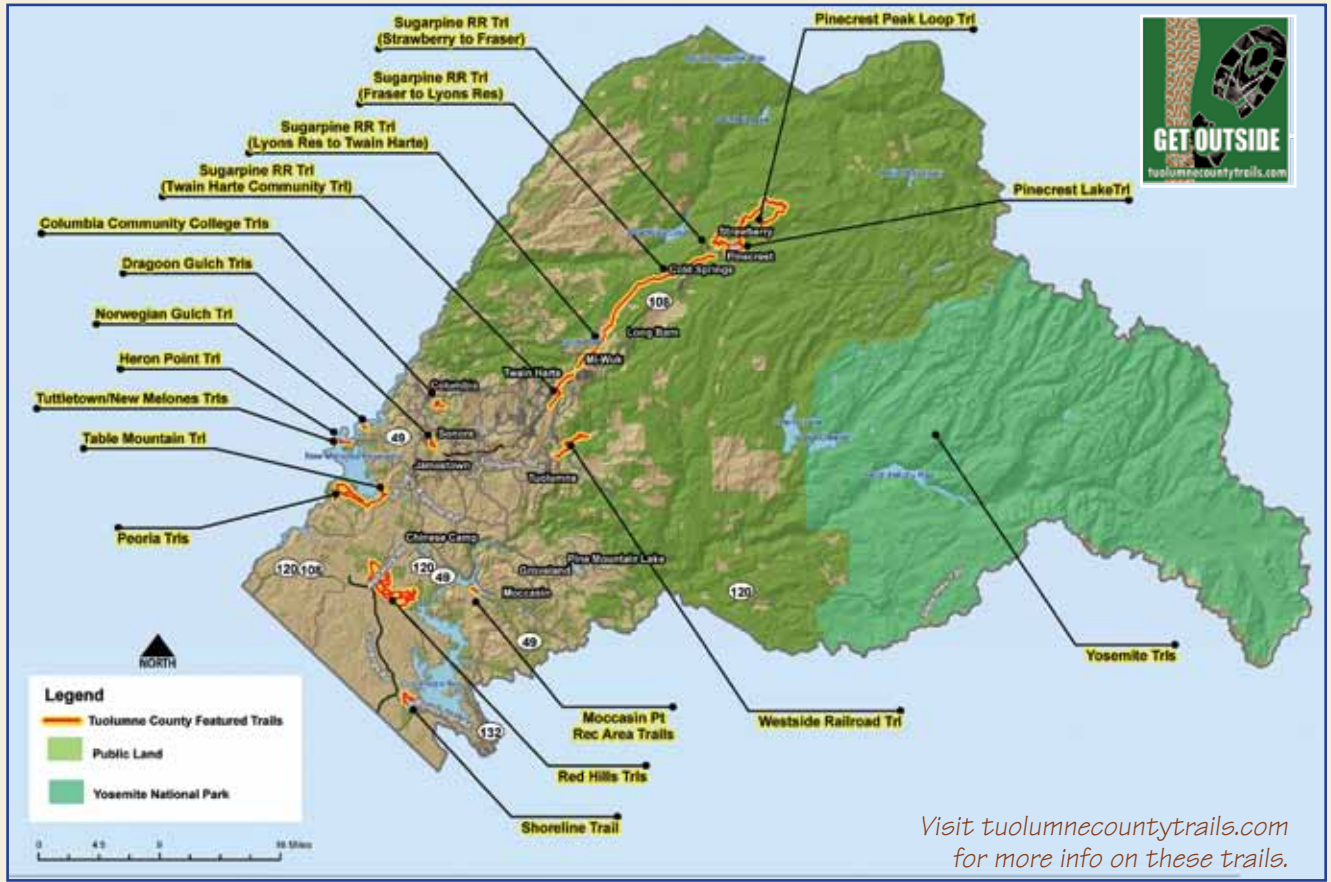 Sugarpine RR Trl
(Strawberry to Fraser)
Pinecrest Peak Loop Trl
Sugarpine RR Trl
(Fraser to Lyons Res)
Sugarpine RR Trl
(Lyons Res to Twain Harte)
Sugarpine RR Trl
(Twain Harte Community Trl)
Columbia Community College Trls
Dragoon Gulch Trls
Norwegian Gulch Trl
Heron Point Trl
Tuttletown/New Melones Trls
Table Mountain Trl
Peoria Trls
GET OUTSIDE
tuolumnecountytrails.com
Pinecrest LakeTrl
Strawberry
Pinecrest
Cold Springs
108
Long Barn
Mi-Wuk
Twain Harte
Columbia
49
Sonora
Jamestown
Tuolumne
Chinese Camp
120
108
120
49
Pine Mountain Lake
Groveland
Moccasin
120
49
132
Yosemite Trls
Westside Railroad Trl
Moccasin Pt
Rec Area Trails
Red Hills Trls
Shoreline Trail
NORTH
Legend
Tuolumne County Featured Trails
Public Land
Yosemite National Park
0
Miles
Visit tuolumnecountytrails.com
for more info on these trails.